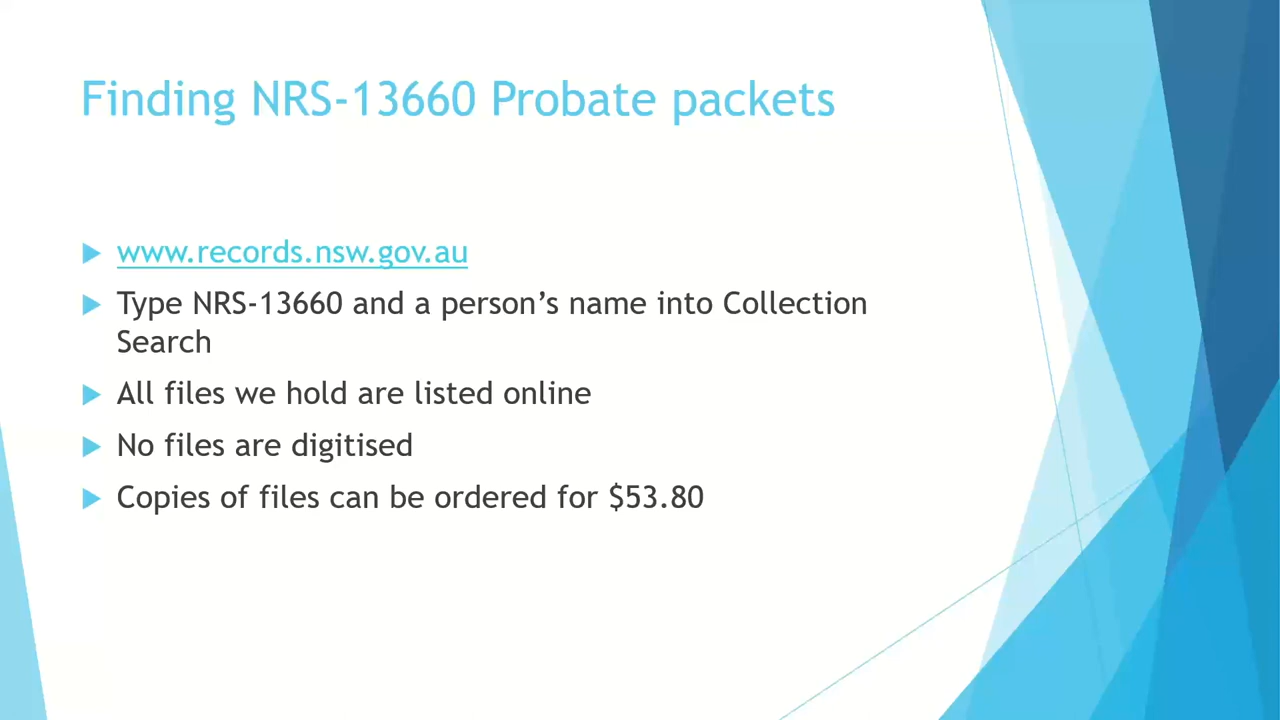 Finding NRS-13660 Probate packets
www.records.nsw.gov.au
Type NRS-13660 and a person’s name into Collection
Search
All files we hold are listed online
No files are digitised
Copies of files can be ordered for $53.80